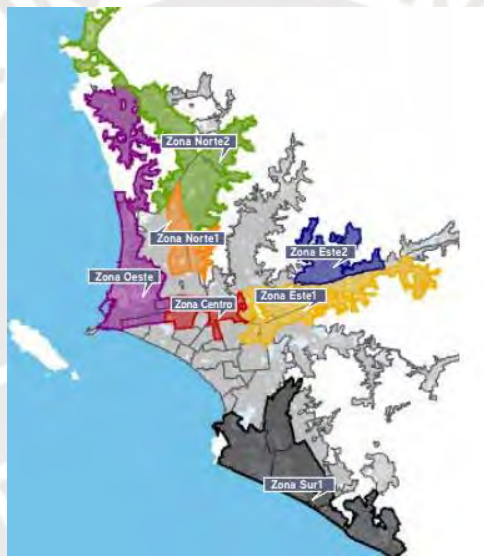 Zona Norte2
Zona Norte1
Zona Este2
Zona Oeste
Zona Este1
Zona Centro
Zona Sur1